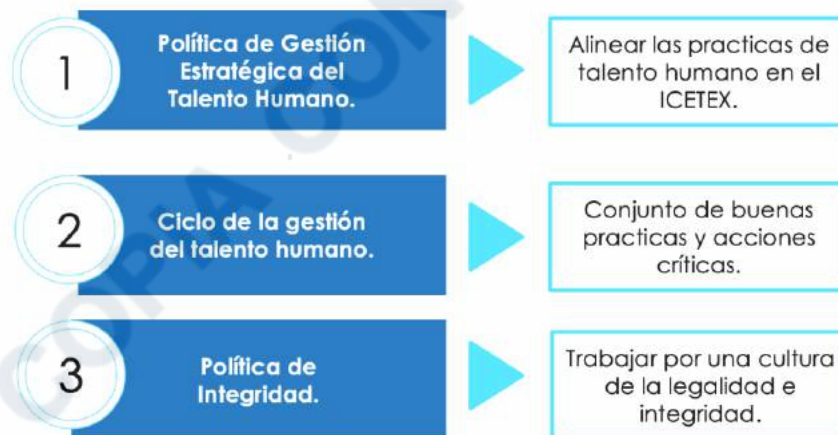 1
Política de Gestión
Estratégica del
Talento Humano.
Alinear las practicas de
talento humano en el
ICETEX.
2
Ciclo de la gestión
del talento humano.
Conjunto de buenas
practicas y acciones
críticas.
3
Política de
Integridad.
Trabajar por una cultura
de la legalidad e
integridad.
COPIA CON